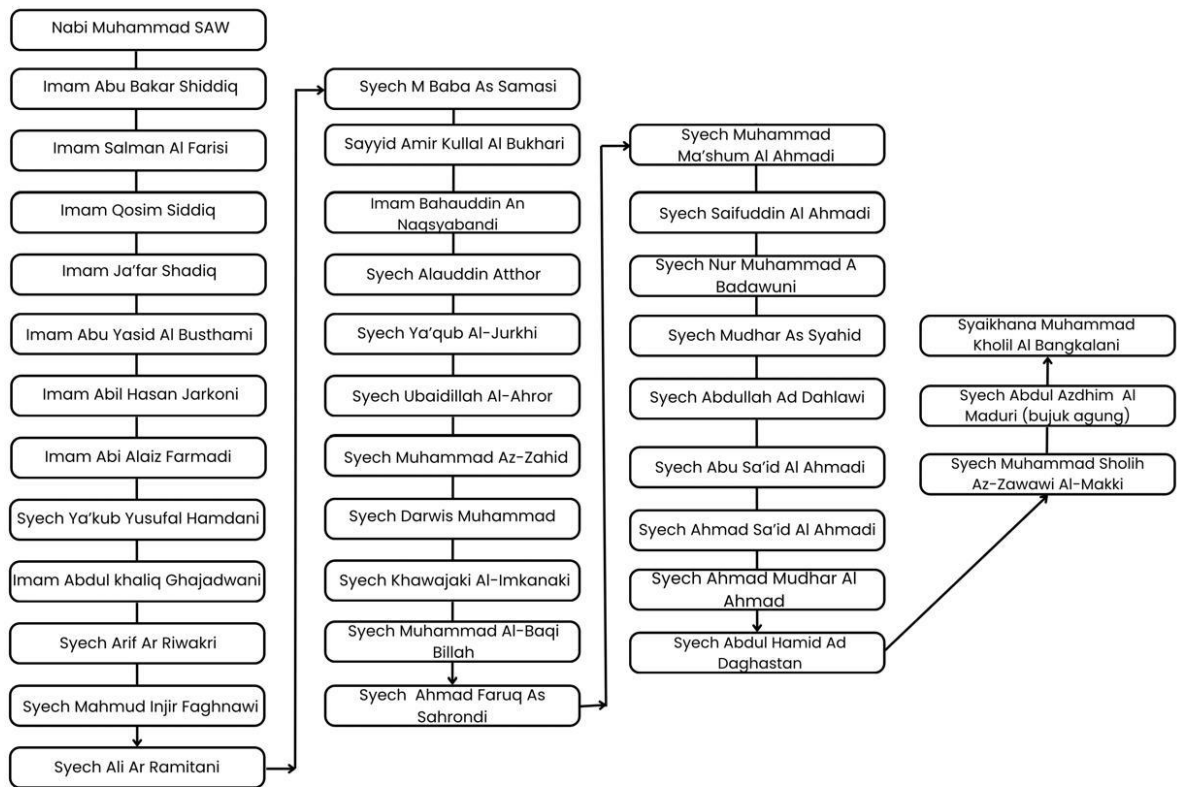 Nabi Muhammad SAW
Imam Abu Bakar Shiddiq
Imam Salman Al Farisi
Imam Qosim Siddiq
Imam Ja'far Shadiq
Imam Abu Yasid Al Busthami
Imam Abil Hasan Jarkoni
Imam Abi Alaiz Farmadi
Syech Ya'kub Yusufal Hamdani
Imam Abdul khaliq Ghajadwani
Syech Arif Ar Riwakri
Syech Mahmud Injir Faghnawi
Syech Ali Ar Ramitani
Syech M Baba As Samasi
Sayyid Amir Kullal Al Bukhari
Imam Bahauddin An
Naqsyabandi
Syech Alauddin Atthor
Syech Ya'qub Al-Jurkhi
Syech Ubaidillah Al-Ahror
Syech Muhammad Az-Zahid
Syech Darwis Muhammad
Syech Khawajaki Al-Imkanaki
Syech Muhammad Al-Baqi
Billah
Syech Ahmad Faruq As
Sahrondi
Syech Muhammad
Ma'shum Al Ahmadi
Syech Saifuddin Al Ahmadi
Syech Nur Muhammad A
Badawuni
Syech Mudhar As Syahid
Syech Abdullah Ad Dahlawi
Syech Abu Sa'id Al Ahmadi
Syech Ahmad Sa'id Al Ahmadi
Syech Ahmad Mudhar Al
Ahmad
Syech Abdul Hamid Ad
Daghastan
Syaikhana Muhammad
Kholil Al Bangkalani
Syech Abdul Azdhim Al
Maduri (bujuk agung)
Syech Muhammad Sholih
Az-Zawawi Al-Makki